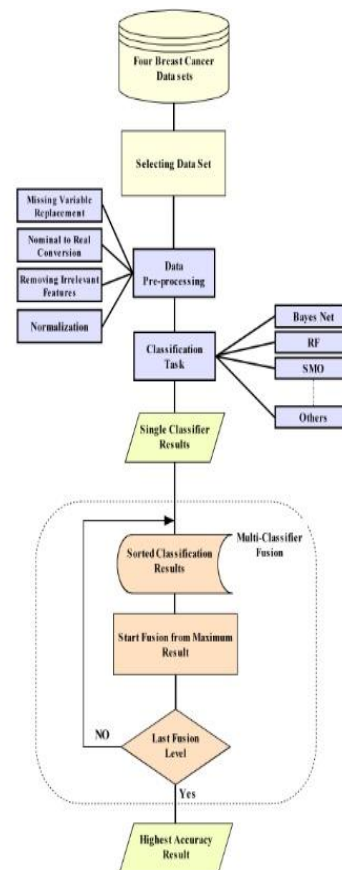 Four Breast Cancer
Data sets
Selecting Data Set
Missing Variable
Replacement
Nominal to Real
Conversion
Removing Irrelevant
Features
Normalization
Data
Pre-processing
Classification
Task
Bayes Net
RF
SMO
Others
Single Classifier
Results
Multi-Classifier
Fusion
Sorted Classification
Results
Start Fusion from Maximum
Result
NO
Last Fusion
Level
Yes
Highest Accuracy
Result